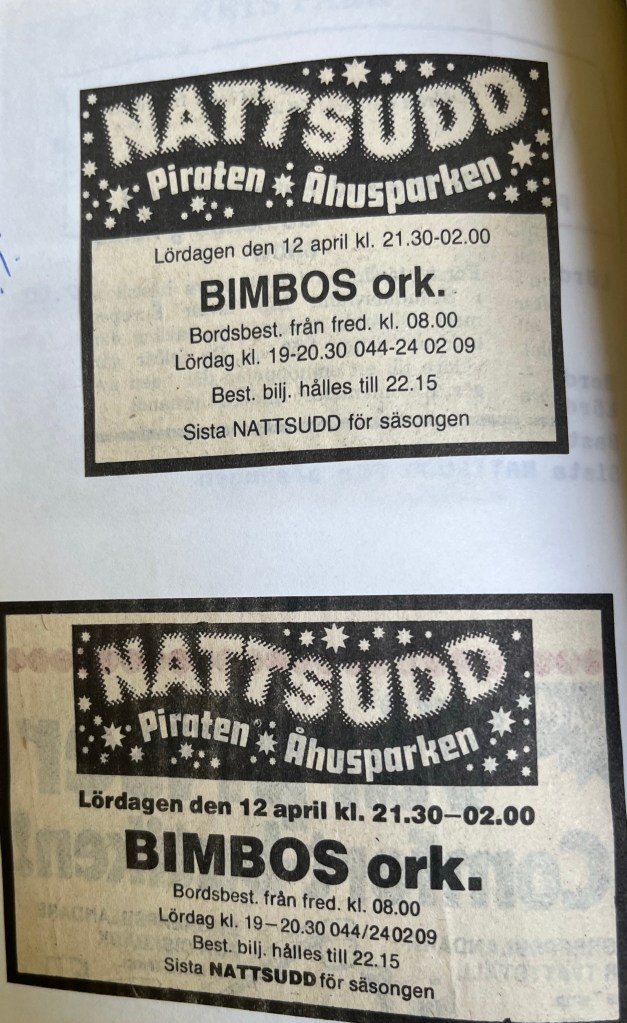 NATTSUDD
Piraten * Åhusparken
Lördagen den 12 april kl. 21.30-02.00
BIMBOS ork.
Bordsbest. från fred. kl. 08.00
Lördag kl. 19-20.30 044-24 02 09
Best. bilj. hålles till 22.15
Sista NATTSUDD för säsongen
NATTSUDD
Piraten * Åhusparken
Lördagen den 12 april kl. 21.30–02.00
BIMBOS ork.
Bordsbest. från fred. kl. 08.00
Lördag kl. 19–20.30 044/240209
Best. bilj. hålles till 22.15
Sista NATTSUDD för säsongen